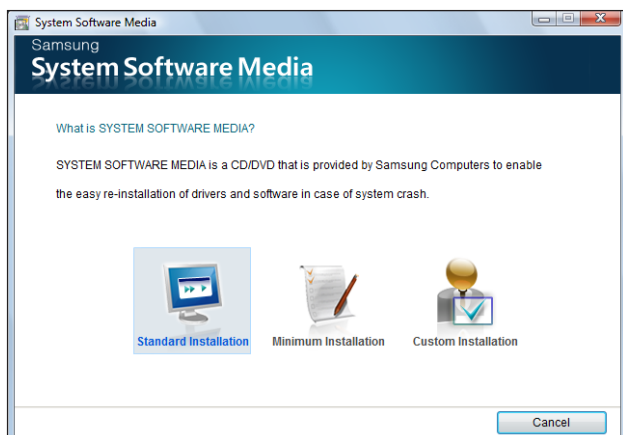 System Software Media
Samsung
System Software Media
What is SYSTEM SOFTWARE MEDIA?
SYSTEM SOFTWARE MEDIA is a CD/DVD that is provided by Samsung Computers to enable
the easy re-installation of drivers and software in case of system crash.
Standard Installation
Minimum Installation
Custom Installation
Cancel